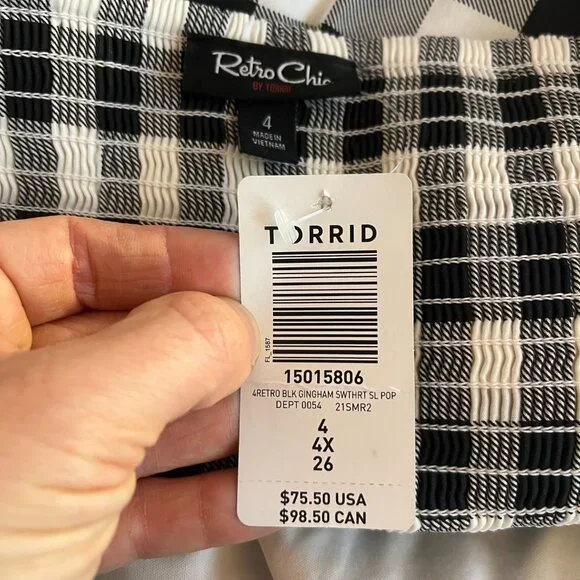 Retro Chic
BY TORRID
4
MADE IN
VIETNAM
TORRID
FL_1587
15015806
4RETRO BLK GINGHAM SWTHRT SL POP
DEPT 0054 21SMR2
4
4X
26
$75.50 USA
$98.50 CAN